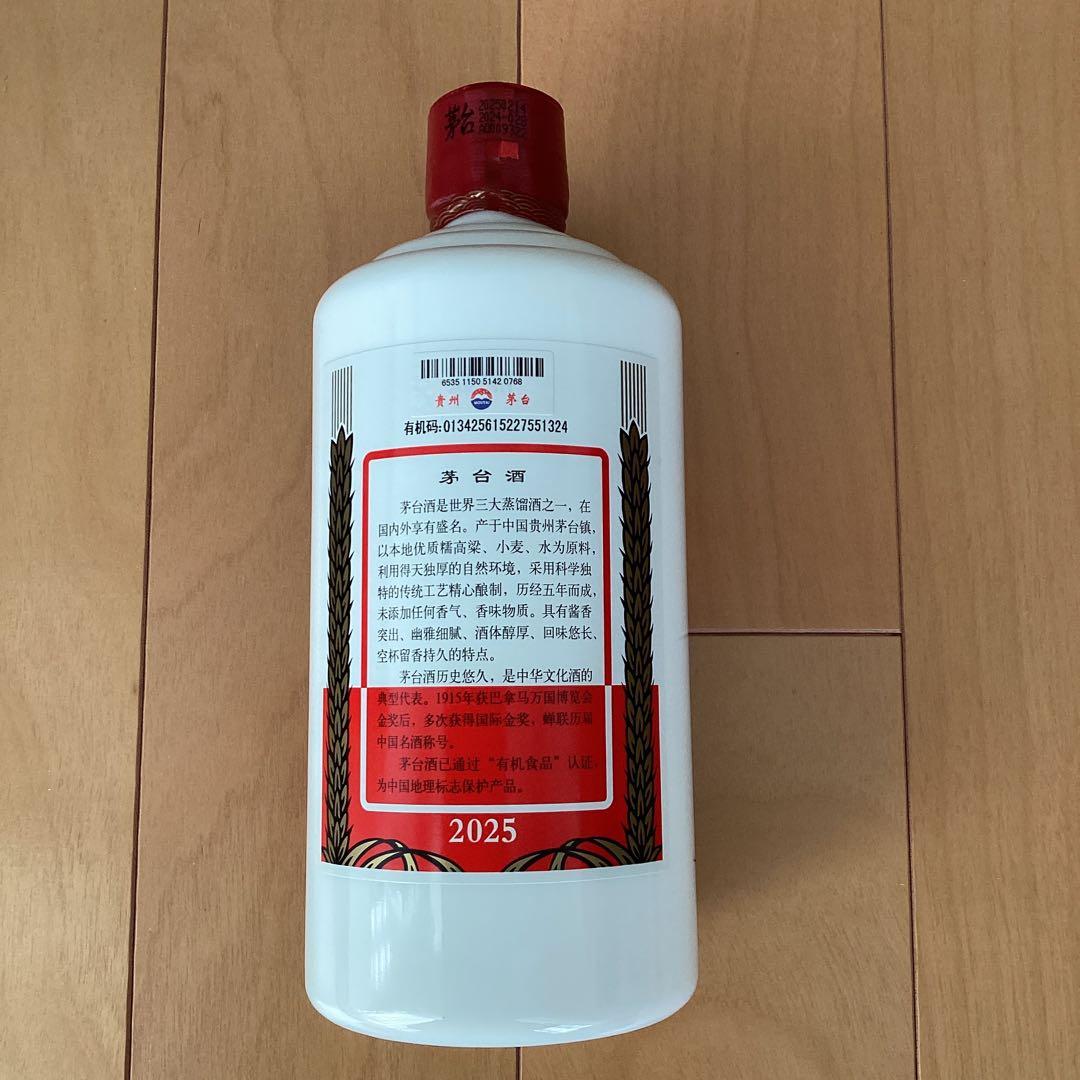 茅台
20250214
2024-026
6535 1150 5142 0768
贵州 MOUTAI 茅台
有机码:013425615227551324
茅台酒
茅台酒是世界三大蒸馏酒之一，在
国内外享有盛名。产于中国贵州茅台镇，
以本地优质糯高粱、小麦、水为原料，
利用得天独厚的自然环境，采用科学独
特的传统工艺精心酿制，历经五年而成，
未添加任何香气、香味物质。具有酱香
突出、幽雅细腻、酒体醇厚、回味悠长、
空杯留香持久的特点。
茅台酒历史悠久，是中华文化酒的
典型代表。1915年获巴拿马万国博览会
金奖后，多次获得国际金奖，蝉联历届
中国名酒称号。
茅台酒已通过“有机食品”认证，
为中国地理标志保护产品。
2025